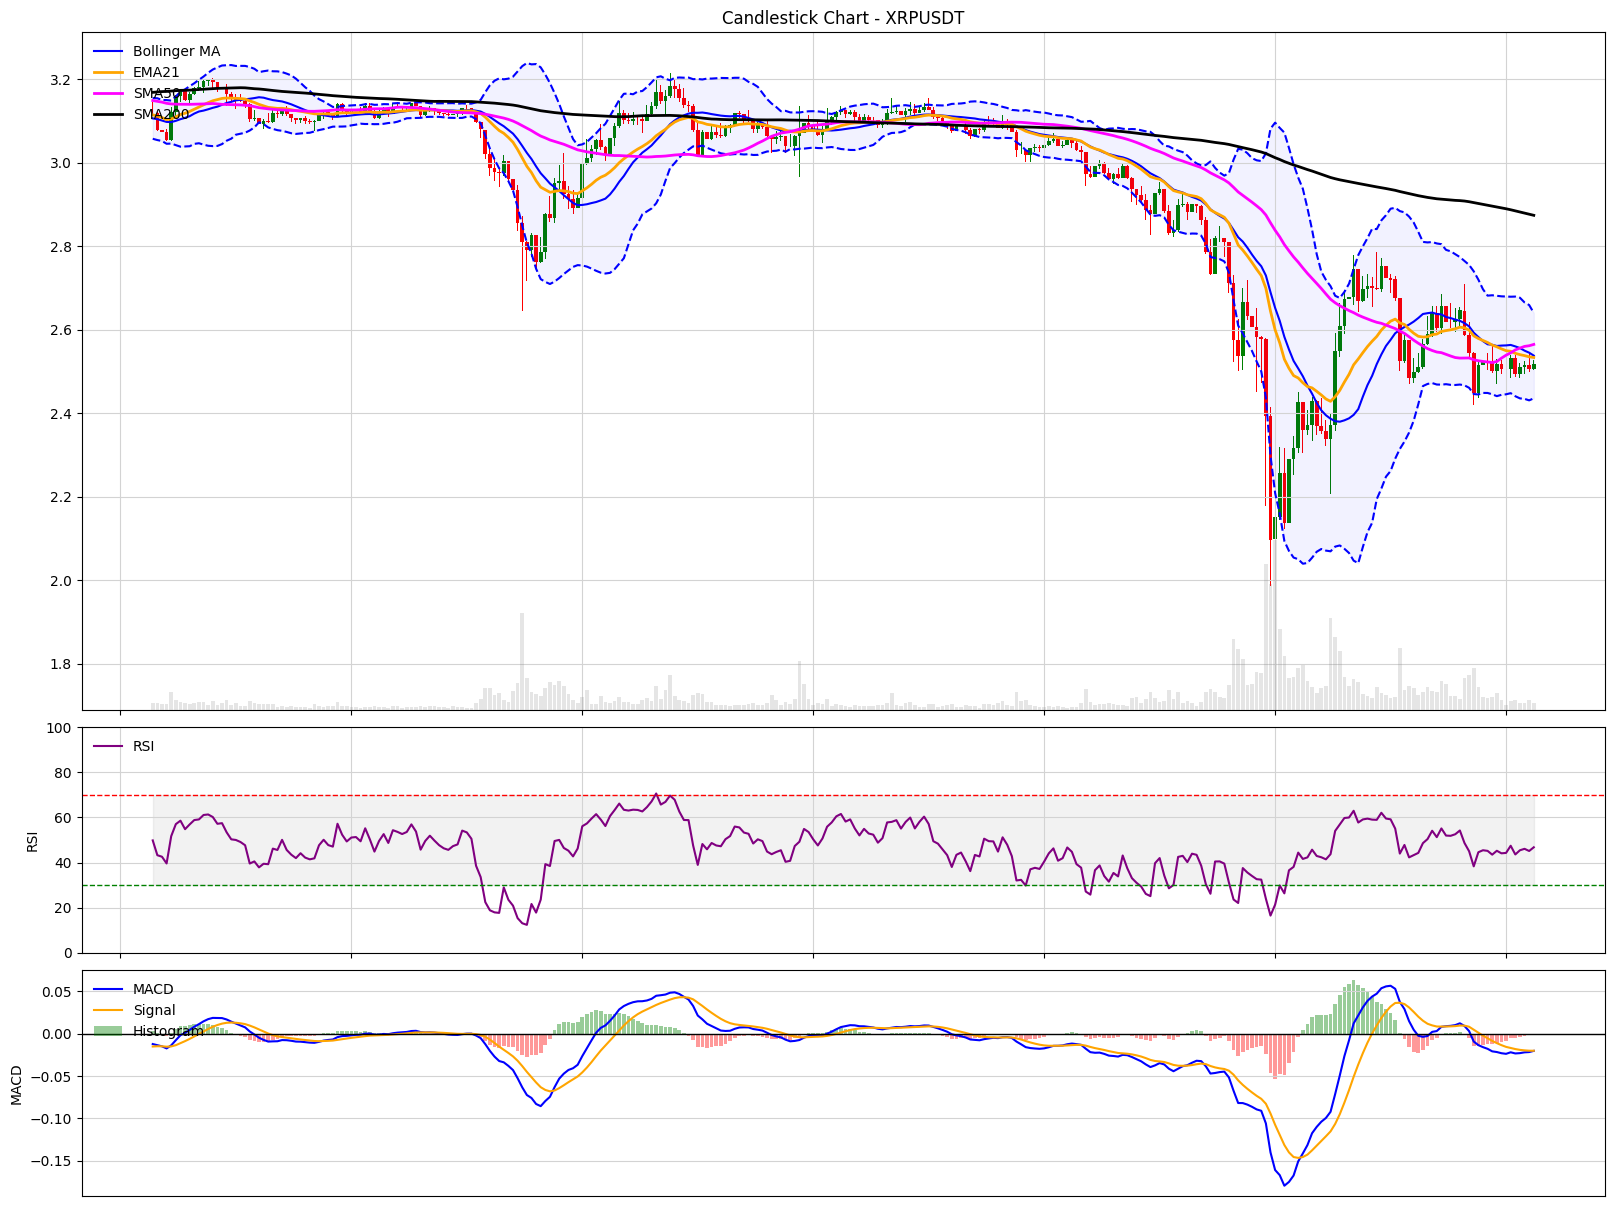 Candlestick Chart - XRPUSDT
Bollinger MA
EMA21
SMA50
SMA200
3.2
3.0
2.8
2.6
2.4
2.2
2.0
1.8
100
80
60
40
20
0
RSI
RSI
0.05
0.00
−0.05
−0.10
−0.15
MACD
MACD
Signal
Histogram